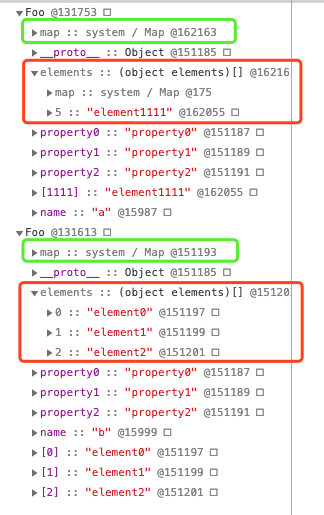 Foo @131753
map :: system / Map @162163
__proto__ :: Object @151185
elements :: (object elements)[] @16216
map :: system / Map @175
5 :: "element1111" @162055
property0 :: "property0" @151187
property1 :: "property1" @151189
property2 :: "property2" @151191
[1111] :: "element1111" @162055
name :: "a" @15987
Foo @131613
map :: system / Map @151193
__proto__ :: Object @151185
elements :: (object elements)[] @15120
0 :: "element0" @151197
1 :: "element1" @151199
2 :: "element2" @151201
property0 :: "property0" @151187
property1 :: "property1" @151189
property2 :: "property2" @151191
name :: "b" @15999
[0] :: "element0" @151197
[1] :: "element1" @151199
[2] :: "element2" @151201